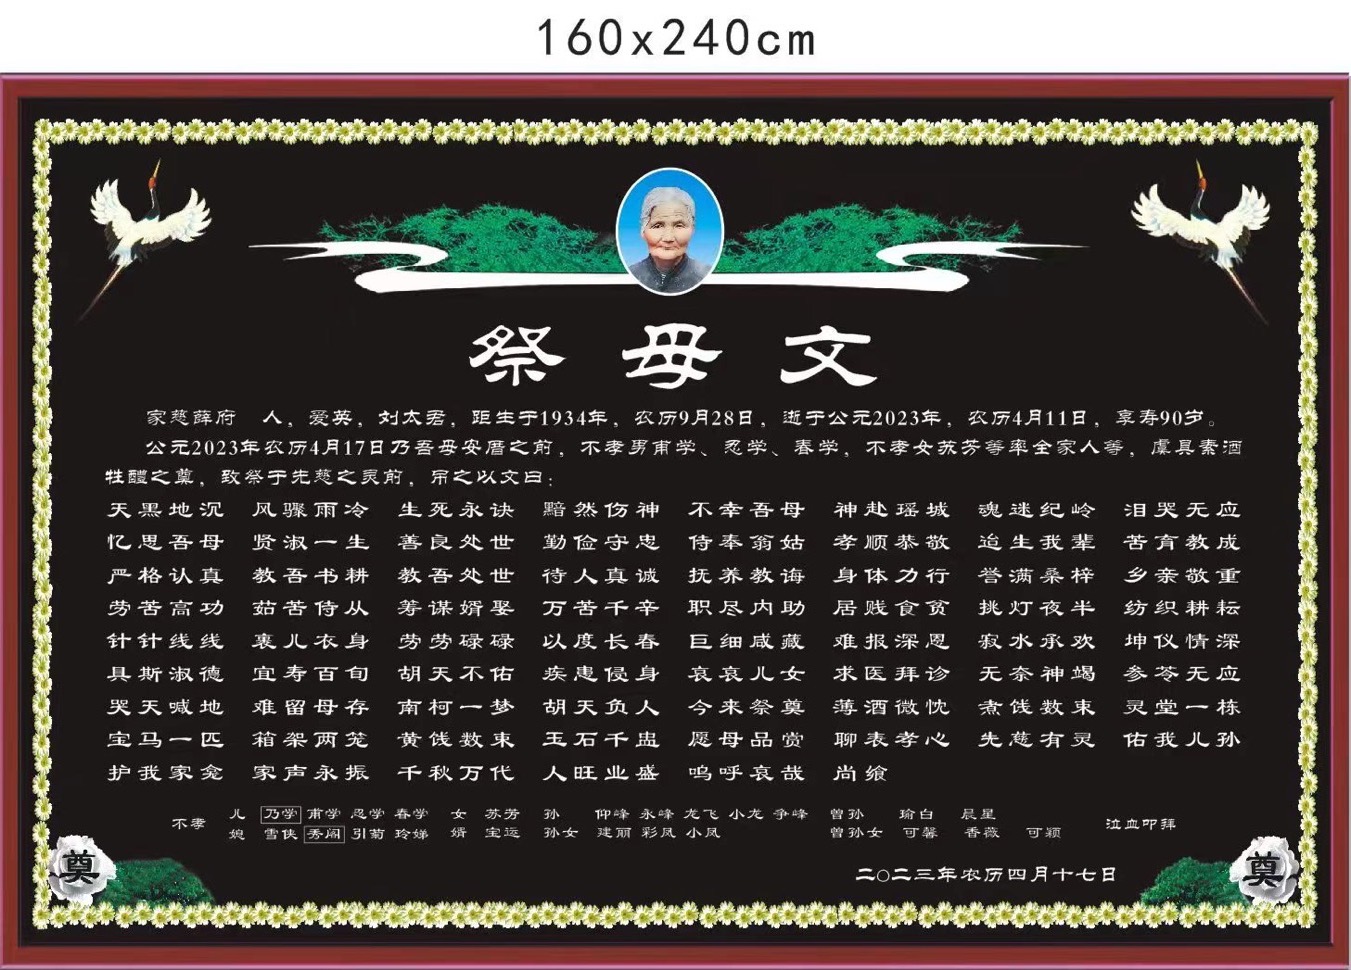 160x240cm
祭母文
家慈薛府 人，爱英，刘太君，距生于1934年，农历9月28日，逝于公元2023年，农历4月11日，享寿90岁。
公元2023年农历4月17日乃吾母安厝之前，不孝男甫学、忍学、春学，不孝女苏芳等率全家人等，虔具素酒
牲醴之奠，致祭于先慈之灵前，吊之以文曰：
天黑地沉 风骤雨冷 生死永诀 黯然伤神 不幸吾母 神赴瑶城 魂迷纪岭 泪哭无应
忆思吾母 贤淑一生 善良处世 勤俭守忠 侍奉翁姑 孝顺恭敬 迨生我辈 苦育教成
严格认真 教吾书耕 教吾处世 待人真诚 抚养教诲 身体力行 誉满桑梓 乡亲敬重
劳苦高功 茹苦侍从 筹谋婿娶 万苦千辛 职尽内助 居贱食贫 挑灯夜半 纺织耕耘
针针线线 裹儿衣身 劳劳碌碌 以度长春 巨细咸藏 难报深恩 寂水承欢 坤仪情深
具斯淑德 宜寿百旬 胡天不佑 疾患侵身 哀哀儿女 求医拜诊 无奈神竭 参苓无应
哭天喊地 难留母存 南柯一梦 胡天负人 今来祭奠 薄酒微忱 煮饯数束 灵堂一栋
宝马一匹 箱架两笼 黄饯数束 玉石千盅 愿母品赏 聊表孝心 先慈有灵 佑我儿孙
护我家龛 家声永振 千秋万代 人旺业盛 呜呼哀哉 尚飨
不孝 儿 乃学 甫学 忍学 春学 女 苏芳 孙 仰峰 永峰 龙飞 小龙 争峰 曾孙 瑜白 晨星
媳 雪侠 秀阁 引菊 玲娣 婿 宝运 孙女 建丽 彩凤 小凤 曾孙女 可馨 香薇 可颖 泣血叩拜
二〇二三年农历四月十七日
奠 奠